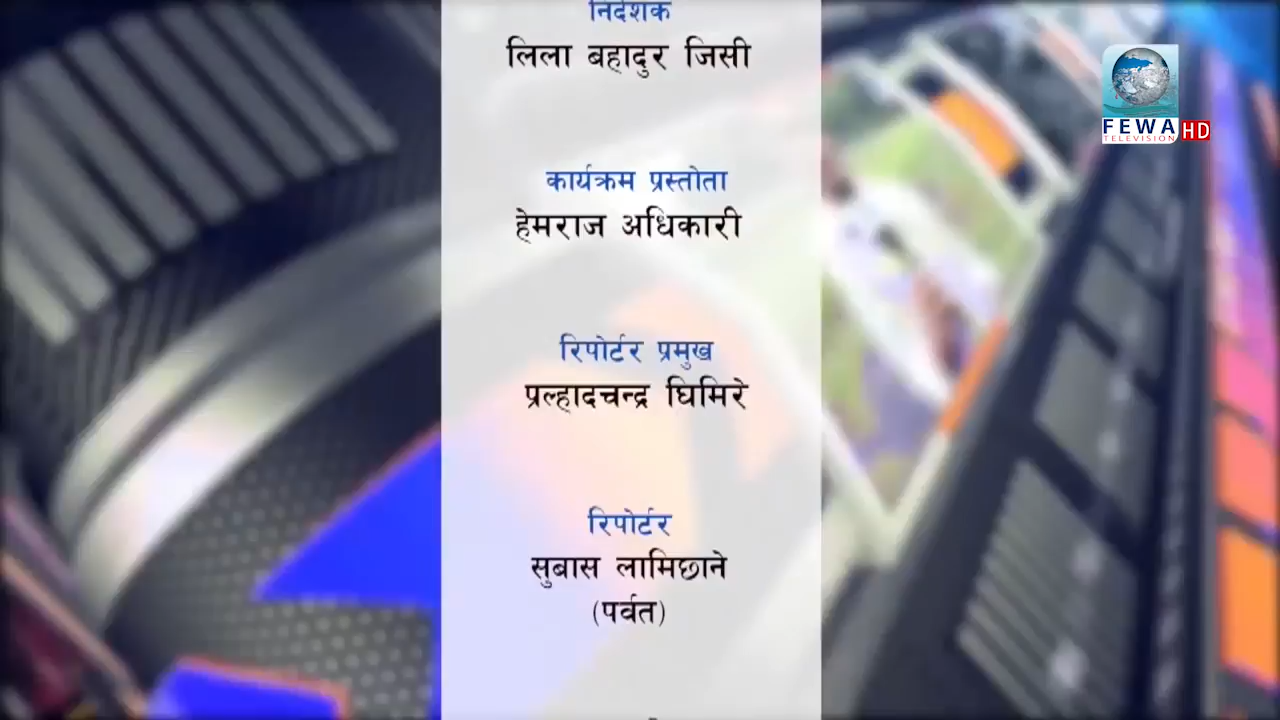 निर्देशक
लिला बहादुर जिसी
कार्यक्रम प्रस्तोता
हेमराज अधिकारी
रिपोर्टर प्रमुख
प्रल्हादचन्द्र घिमिरे
रिपोर्टर
सुबास लामिछाने
(पर्वत)
FEWA
TELEVISION
HD